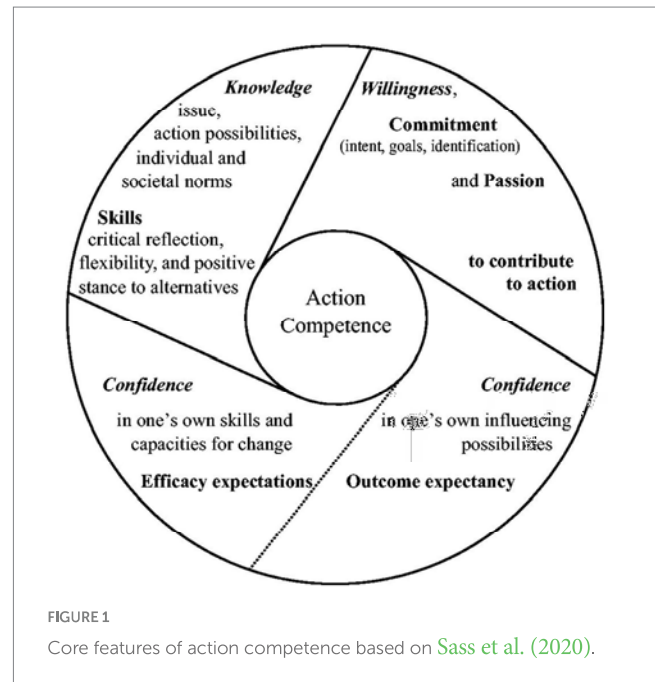 Knowledge
issue,
action possibilities,
individual and
societal norms
Skills
critical reflection,
flexibility, and positive
stance to alternatives
Willingness,
Commitment
(intent, goals, identification)
and Passion
to contribute
to action
Action
Competence
Confidence
in one's own skills and
capacities for change
Efficacy expectations
Confidence
in one's own influencing
possibilities
Outcome expectancy
FIGURE 1
Core features of action competence based on Sass et al. (2020).